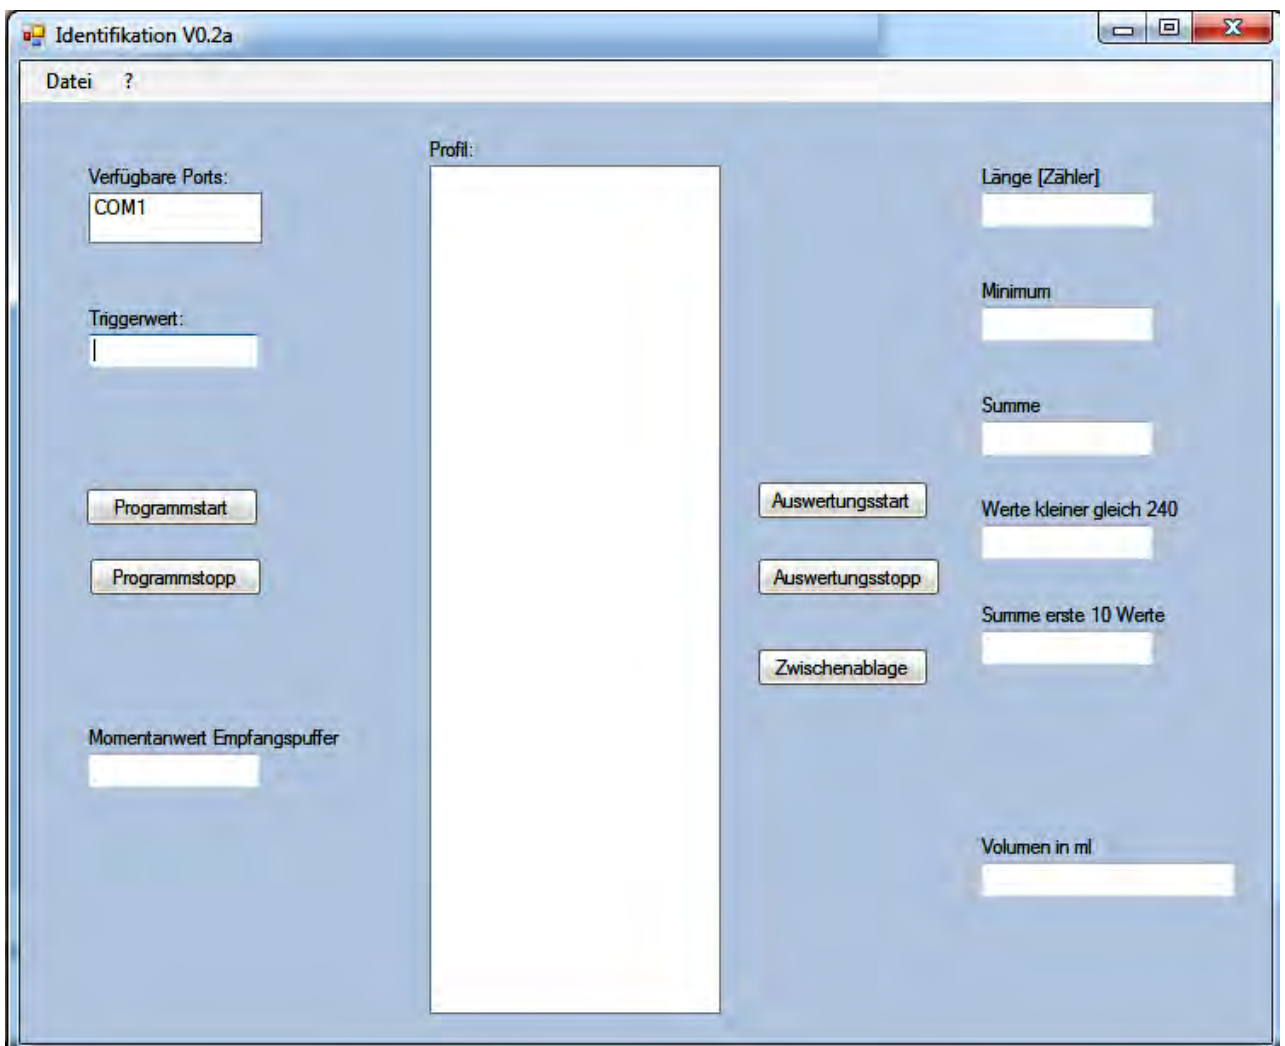 Identifikation V0.2a
Datei ?
Verfügbare Ports:
COM1
Triggerwert:
Programmstart
Programmstopp
Momentanwert Empfangspuffer
Profil:
Auswertungsstart
Auswertungsstopp
Zwischenablage
Länge [Zähler]
Minimum
Summe
Werte kleiner gleich 240
Summe erste 10 Werte
Volumen in ml